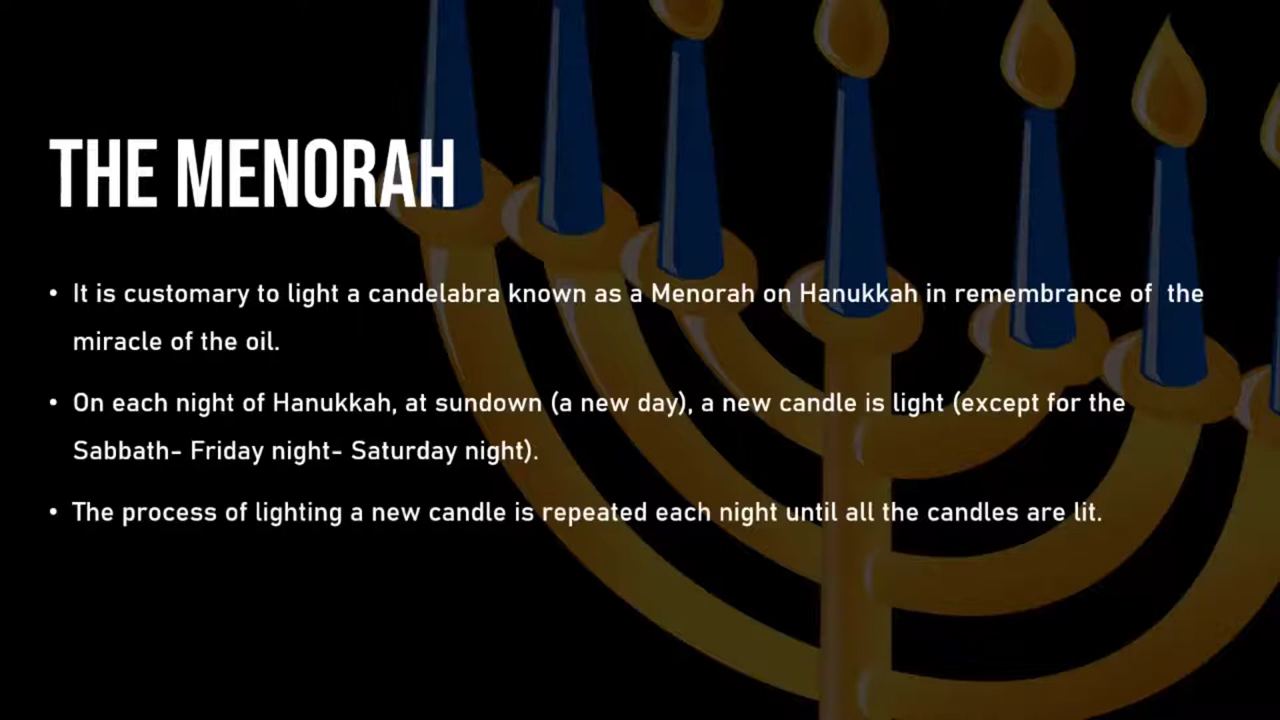 THE MENORAH
• It is customary to light a candelabra known as a Menorah on Hanukkah in remembrance of the
miracle of the oil.
• On each night of Hanukkah, at sundown (a new day), a new candle is light (except for the
Sabbath- Friday night- Saturday night).
• The process of lighting a new candle is repeated each night until all the candles are lit.